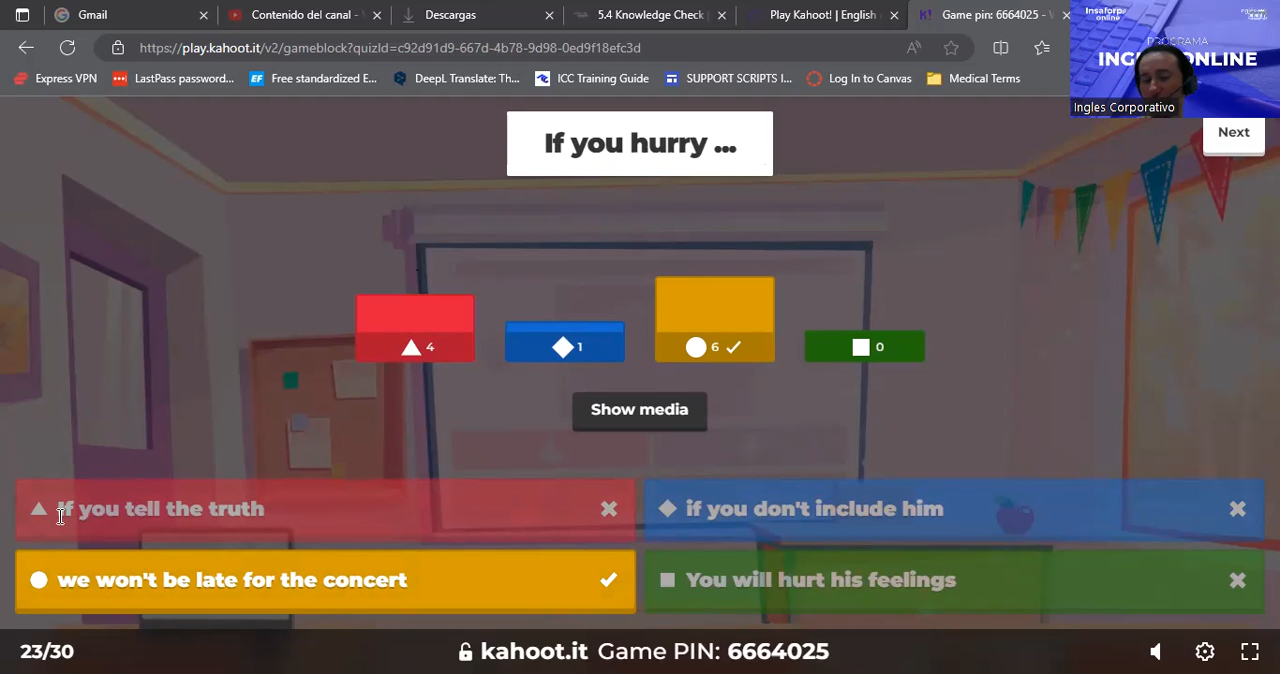 Gmail
Contenido del canal -
Descargas
5.4 Knowledge Check
Play Kahoot! | English
Game pin: 6664025 -
https://play.kahoot.it/v2/gameblock?quizId=c92d91d9-667d-4b78-9d98-0ed9f18efc3d
Express VPN
LastPass password...
Free standardized E...
DeepL Translate: Th...
ICC Training Guide
SUPPORT SCRIPTS I...
Log In to Canvas
Medical Terms
Insaforp
online
PROGRAMA
ONLINE
Ingles Corporativo
Next
If you hurry ...
4
1
6
0
Show media
If you tell the truth
if you don't include him
we won't be late for the concert
You will hurt his feelings
23/30
kahoot.it Game PIN: 6664025